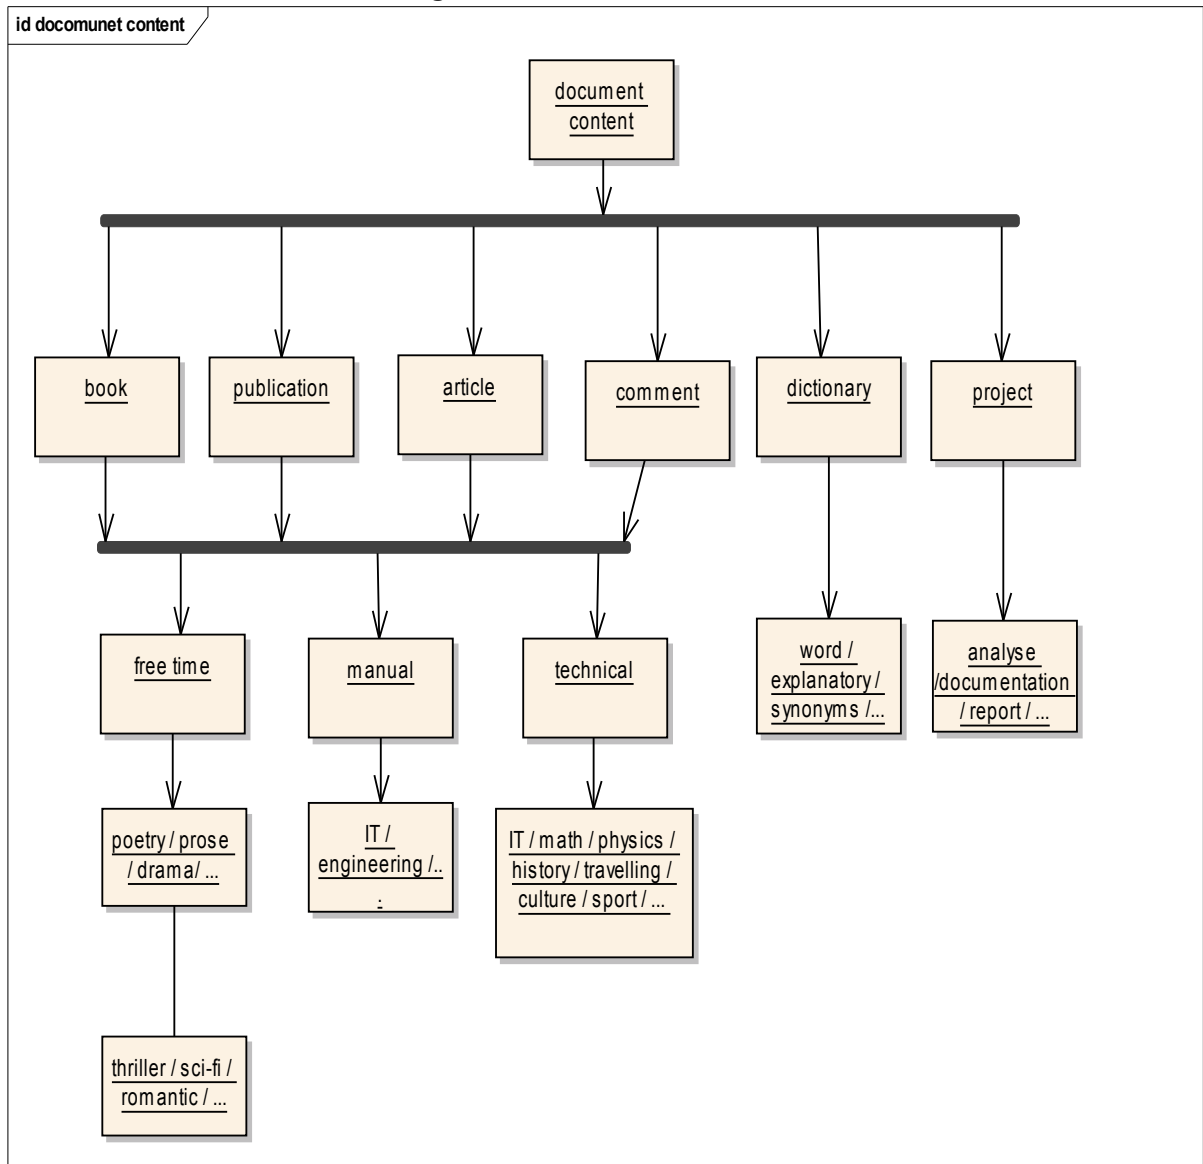 id docomunet content
document
content
book
publication
article
comment
dictionary
project
free time
manual
technical
word /
explanatory /
synonyms /...
analyse
/documentation
/ report / ...
poetry / prose
/ drama/ ...
IT /
engineering /..
.
IT / math / physics /
history / travelling /
culture / sport / ...
thriller / sci-fi /
romantic / ...